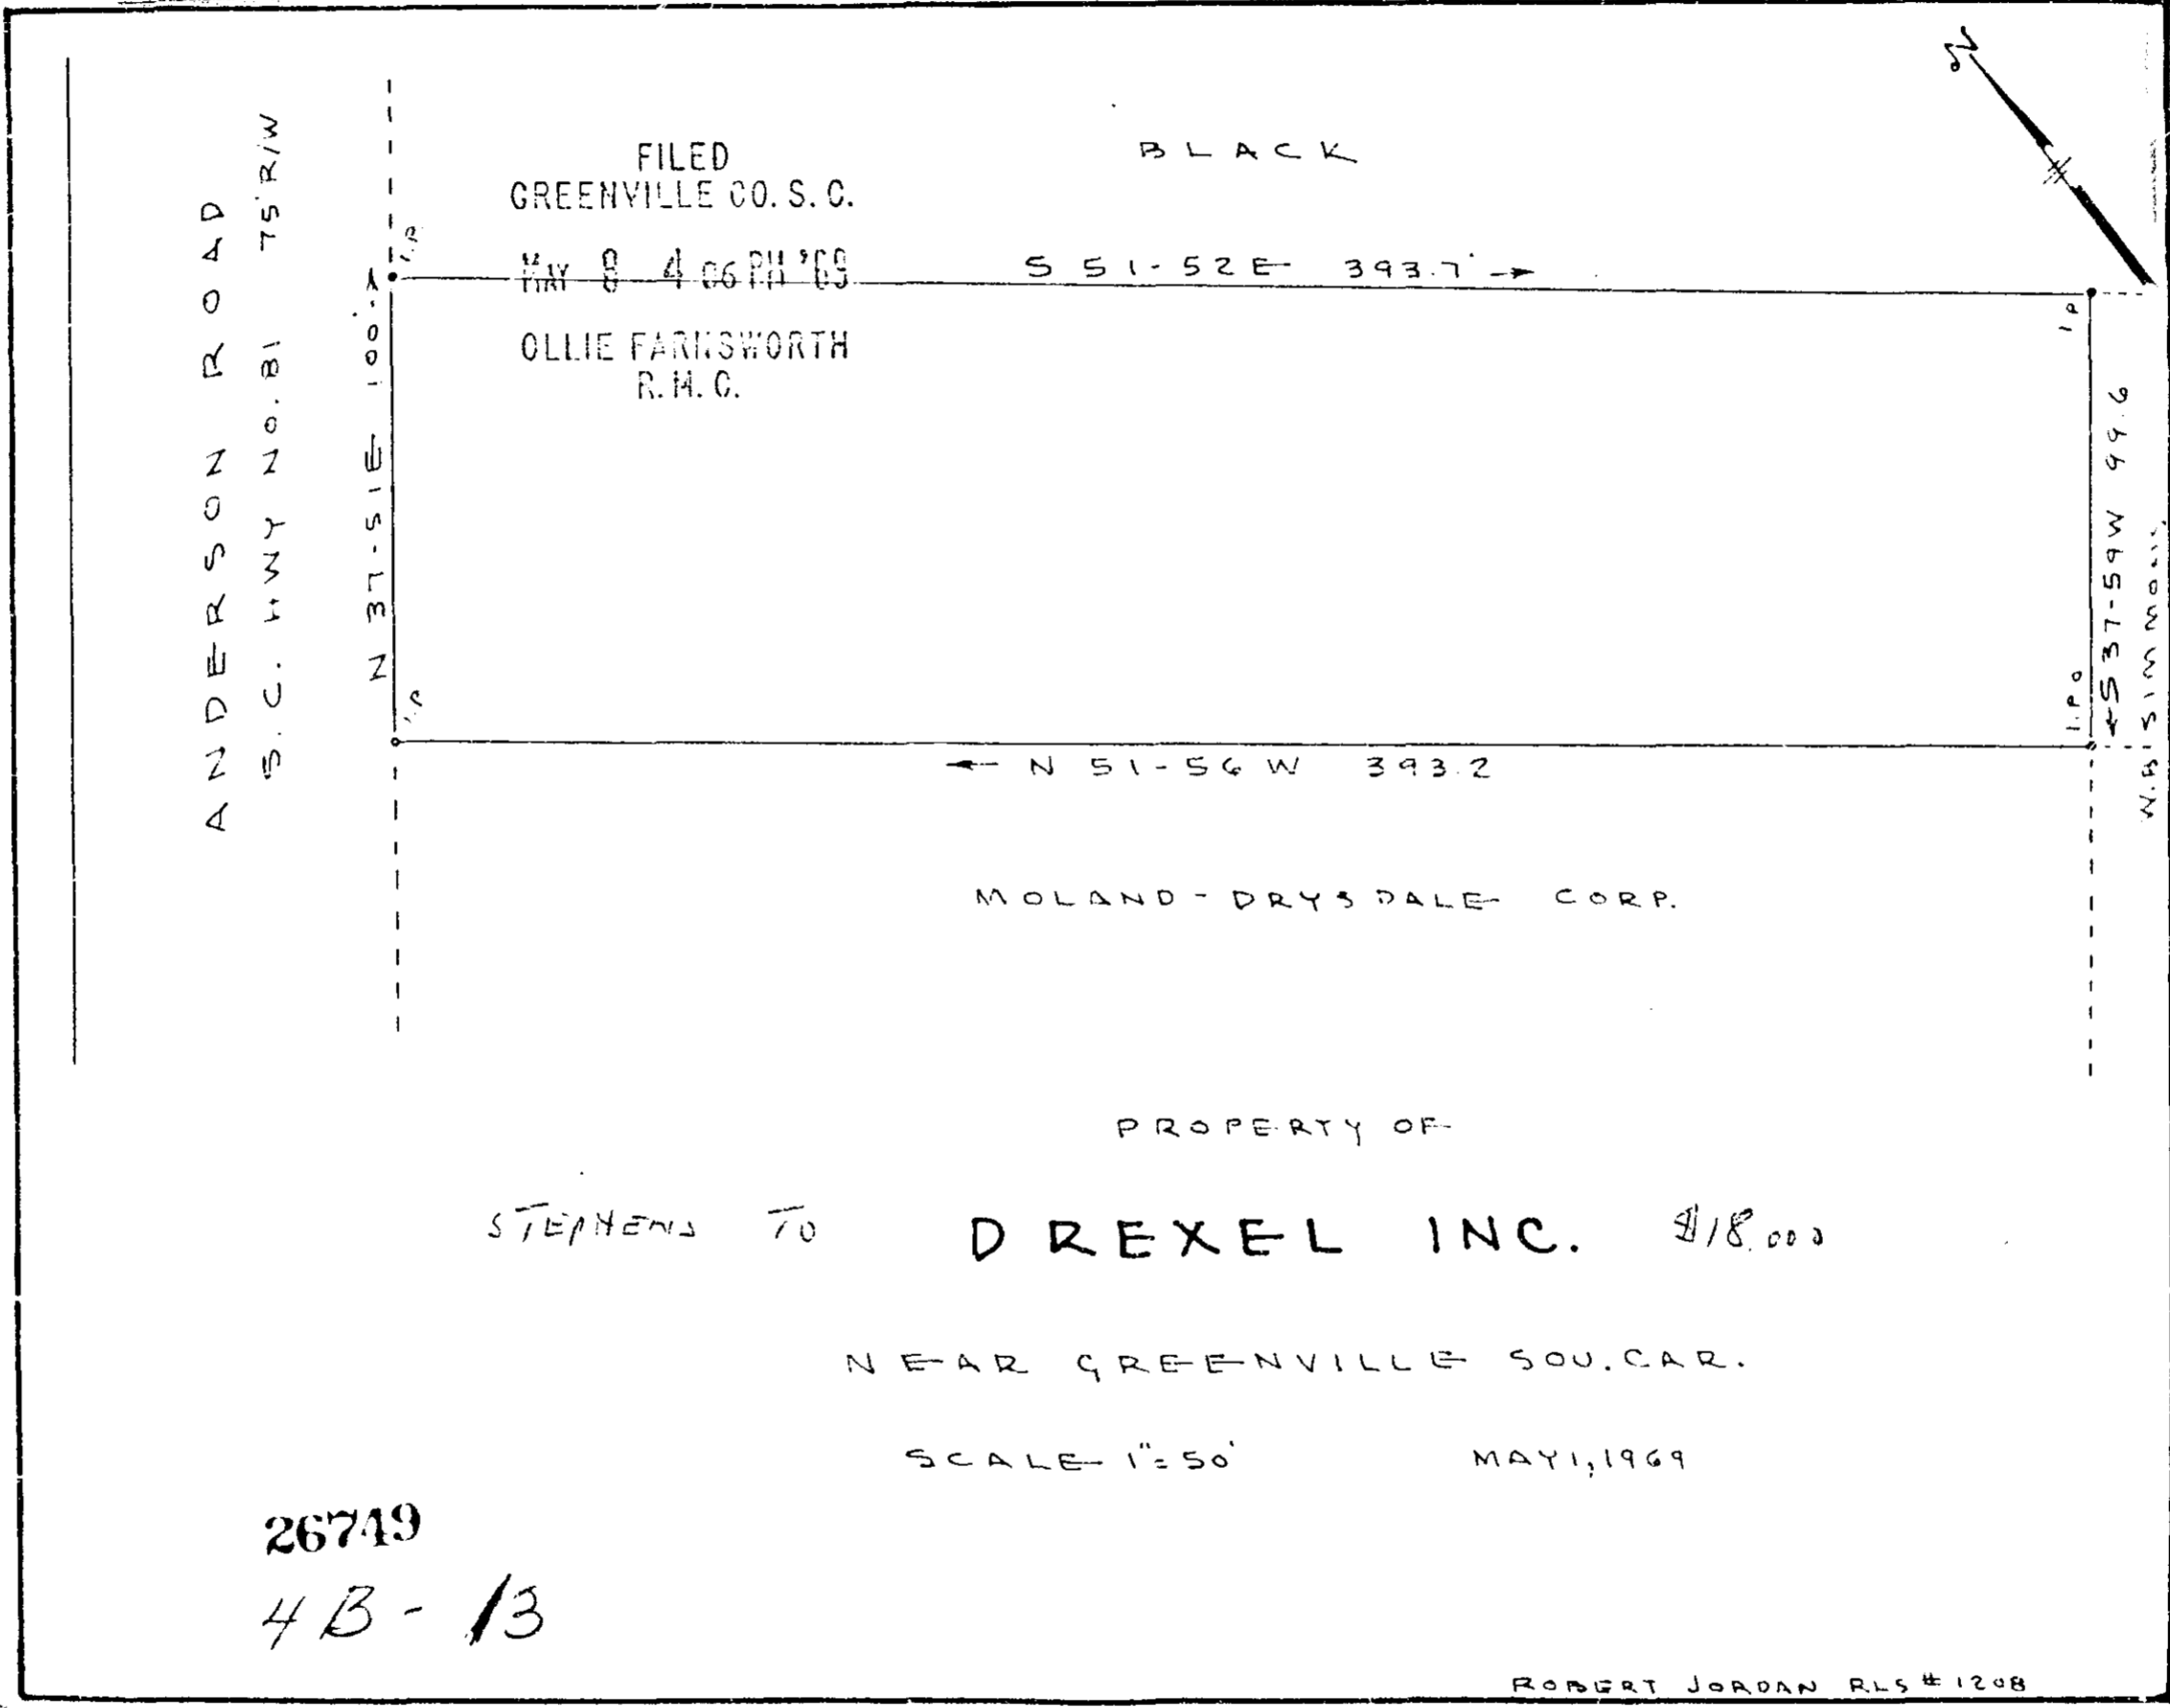 N
ANDERSON ROAD
S.C. HWY NO. 81 75' R/W
FILED
GREENVILLE CO. S. C.
MAY 8 4 06 PM '69
OLLIE FARNSWORTH
R. M. C.
BLACK
I.P.
S 51-52 E 393.7'
I.P.
N 37-51 E 100'
S 37-59 W 99.6
I.P.
I.P.O
N 51-56 W 393.2
MOLAND-DRYSDALE CORP.
PROPERTY OF
STEPHENS TO DREXEL INC. $18,000
NEAR GREENVILLE SOU. CAR.
SCALE 1"=50' MAY 1, 1969
26749
4B-13
ROBERT JORDAN RLS # 1208